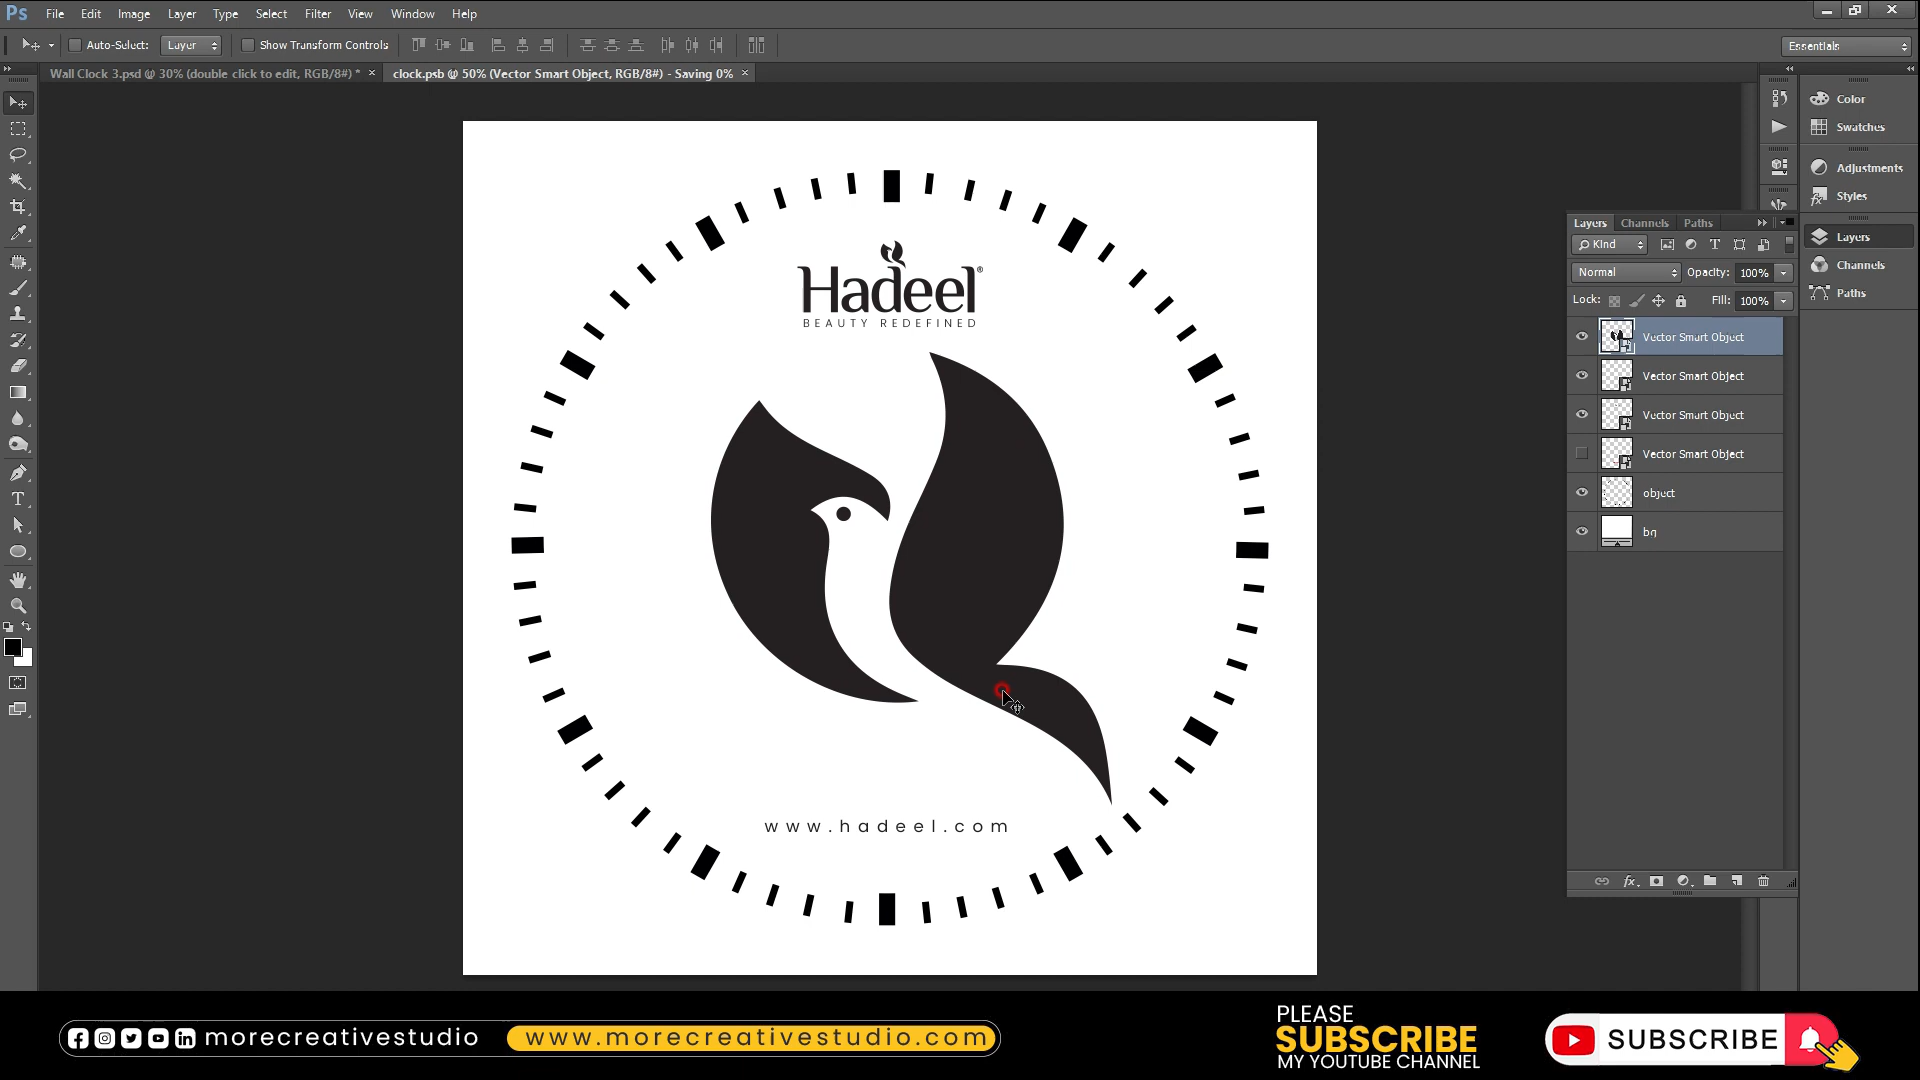 Ps File Edit Image Layer Type Select Filter View Window Help
Auto-Select: Layer Show Transform Controls Essentials
Wall Clock 3.psd @ 30% (double click to edit, RGB/8#) * × clock.psb @ 50% (Vector Smart Object, RGB/8#) - Saving 0% ×
Color
Swatches
Adjustments
Styles
Layers
Channels
Paths
Layers Channels Paths
Kind
Normal Opacity: 100%
Lock: Fill: 100%
Vector Smart Object
Vector Smart Object
Vector Smart Object
Vector Smart Object
object
bg
fx
Hadeel®
BEAUTY REDEFINED
www.hadeel.com
morecreativestudio www.morecreativestudio.com
PLEASE
SUBSCRIBE
MY YOUTUBE CHANNEL
SUBSCRIBE